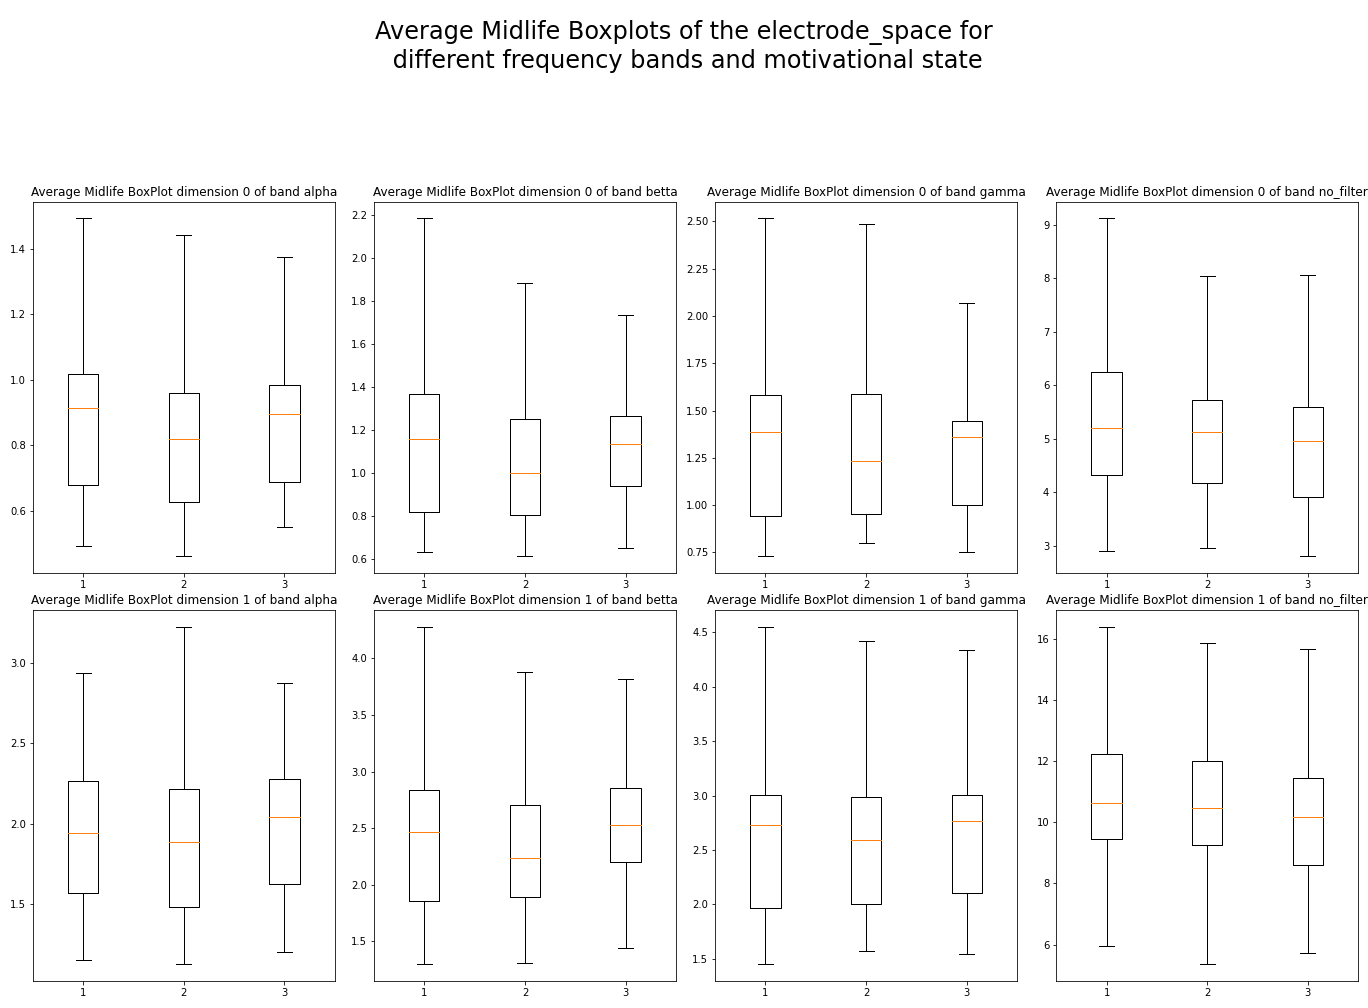 Average Midlife Boxplots of the electrode_space for
different frequency bands and motivational state
Average Midlife BoxPlot dimension 0 of band alpha
1.4
1.2
1.0
0.8
0.6
1 2 3
Average Midlife BoxPlot dimension 0 of band betta
2.2
2.0
1.8
1.6
1.4
1.2
1.0
0.8
0.6
1 2 3
Average Midlife BoxPlot dimension 0 of band gamma
2.50
2.25
2.00
1.75
1.50
1.25
1.00
0.75
1 2 3
Average Midlife BoxPlot dimension 0 of band no_filter
9
8
7
6
5
4
3
1 2 3
Average Midlife BoxPlot dimension 1 of band alpha
3.0
2.5
2.0
1.5
1 2 3
Average Midlife BoxPlot dimension 1 of band betta
4.0
3.5
3.0
2.5
2.0
1.5
1 2 3
Average Midlife BoxPlot dimension 1 of band gamma
4.5
4.0
3.5
3.0
2.5
2.0
1.5
1 2 3
Average Midlife BoxPlot dimension 1 of band no_filter
16
14
12
10
8
6
1 2 3